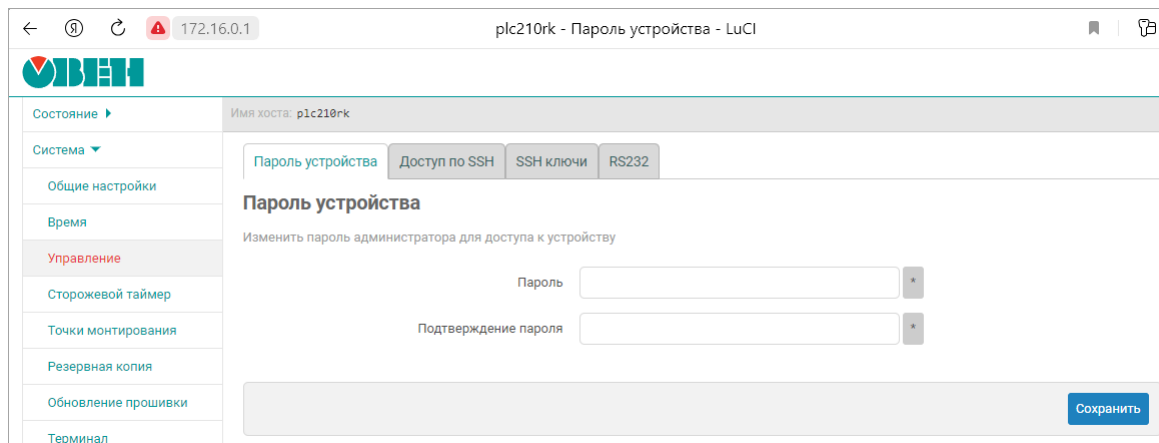 172.16.0.1 plc210rk - Пароль устройства - LuCI
ОВЕН
Состояние
Имя хоста: plc210rk
Система
Пароль устройства Доступ по SSH SSH ключи RS232
Общие настройки
Пароль устройства
Время
Изменить пароль администратора для доступа к устройству
Управление
Пароль *
Сторожевой таймер
Подтверждение пароля *
Точки монтирования
Резервная копия
Обновление прошивки
Сохранить
Терминал